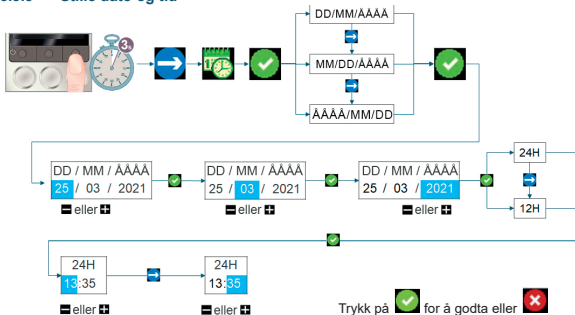 Stille dato og tid
DD/MM/ÅÅÅÅ
MM/DD/ÅÅÅÅ
ÅÅÅÅ/MM/DD
DD / MM / ÅÅÅÅ
25 / 03 / 2021
eller
DD / MM / ÅÅÅÅ
25 / 03 / 2021
eller
DD / MM / ÅÅÅÅ
25 / 03 / 2021
eller
24H
12H
24H
13:35
eller
24H
13:35
eller
Trykk på for å godta eller